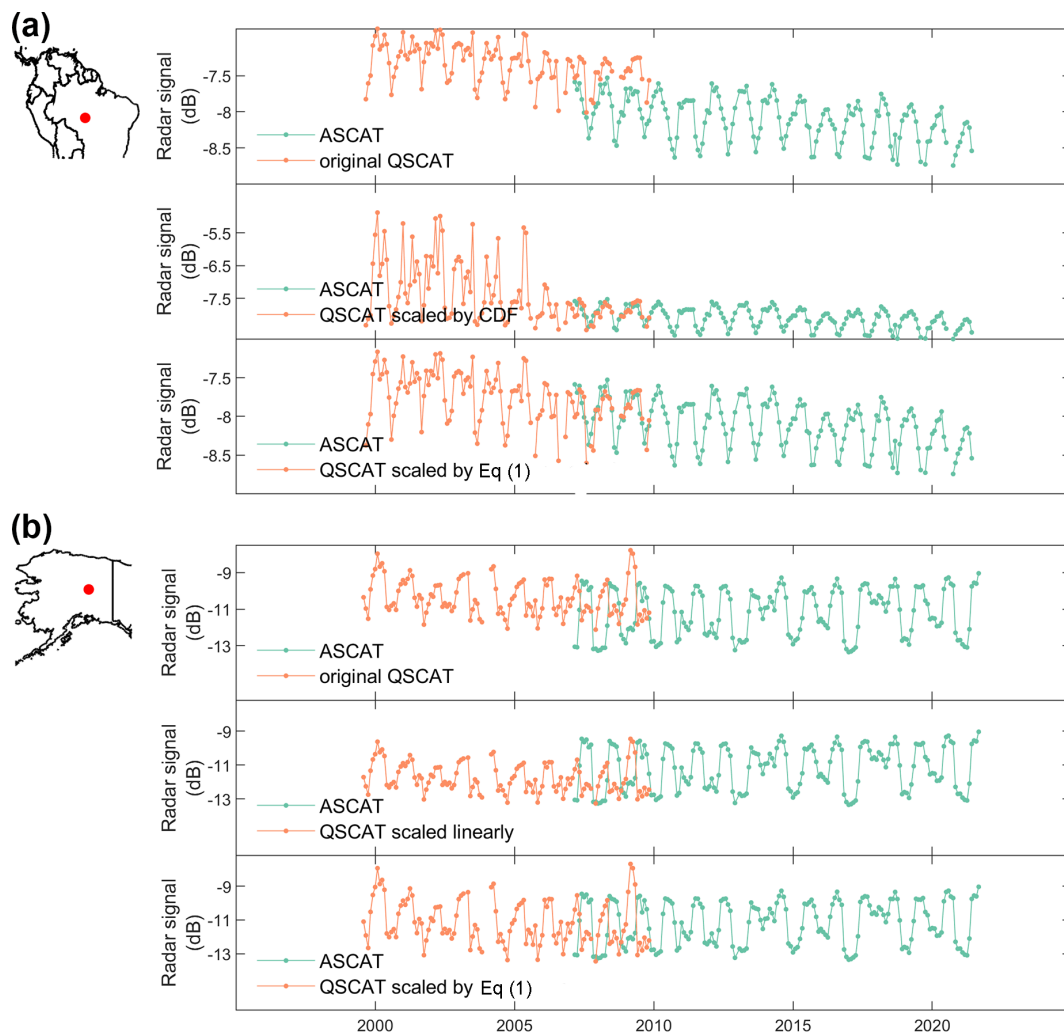 (a)
Radar signal
(dB)
-7.5
-8
-8.5
ASCAT
original QSCAT
Radar signal
(dB)
-5.5
-6.5
-7.5
ASCAT
QSCAT scaled by CDF
Radar signal
(dB)
-7.5
-8
-8.5
ASCAT
QSCAT scaled by Eq (1)
(b)
Radar signal
(dB)
-9
-11
-13
ASCAT
original QSCAT
Radar signal
(dB)
-9
-11
-13
ASCAT
QSCAT scaled linearly
Radar signal
(dB)
-9
-11
-13
ASCAT
QSCAT scaled by Eq (1)
2000 2005 2010 2015 2020